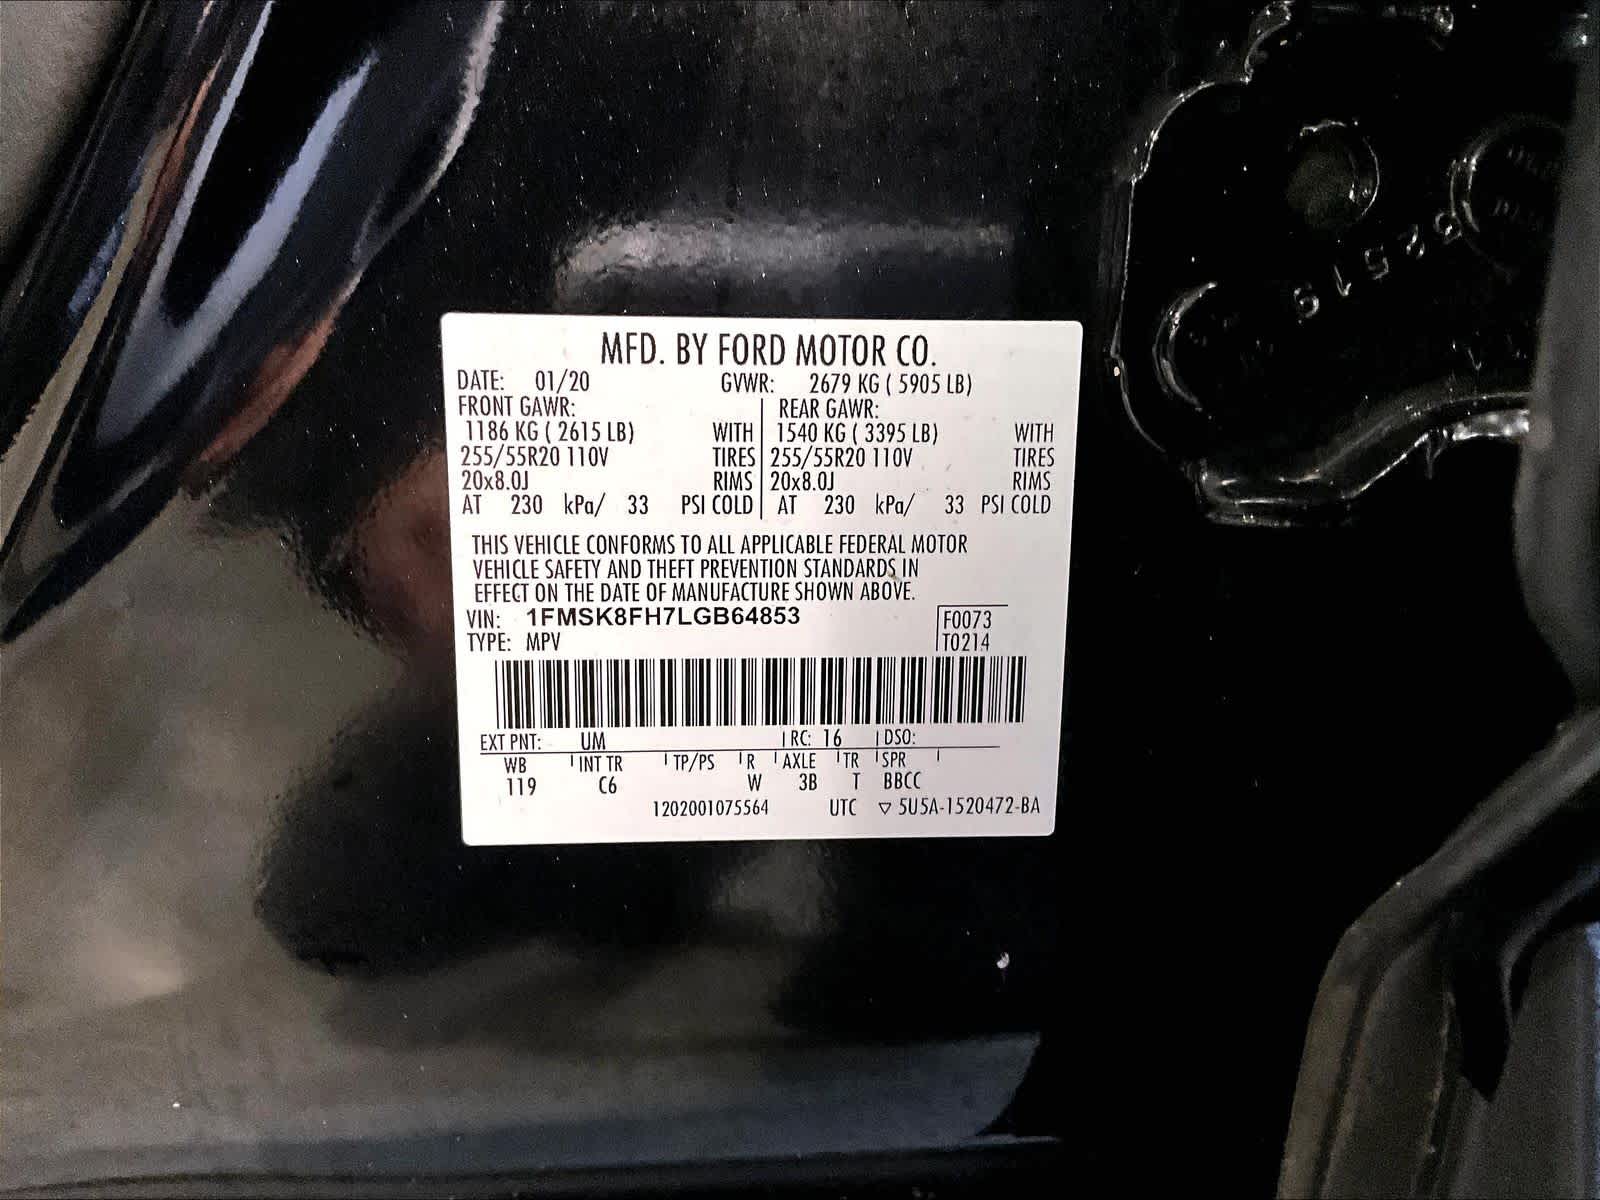 MFD. BY FORD MOTOR CO.
DATE: 01/20 GVWR: 2679 KG ( 5905 LB)
FRONT GAWR: REAR GAWR:
1186 KG ( 2615 LB) WITH 1540 KG ( 3395 LB) WITH
255/55R20 110V TIRES 255/55R20 110V TIRES
20x8.0J RIMS 20x8.0J RIMS
AT 230 kPa/ 33 PSI COLD AT 230 kPa/ 33 PSI COLD
THIS VEHICLE CONFORMS TO ALL APPLICABLE FEDERAL MOTOR
VEHICLE SAFETY AND THEFT PREVENTION STANDARDS IN
EFFECT ON THE DATE OF MANUFACTURE SHOWN ABOVE.
VIN: 1FMSK8FH7LGB64853 F0073
TYPE: MPV T0214
EXT PNT: UM RC: 16 DSO:
WB INT TR TP/PS R AXLE TR SPR
119 C6 W 3B T BBCC
1202001075564 UTC ▽ 5U5A-1520472-BA